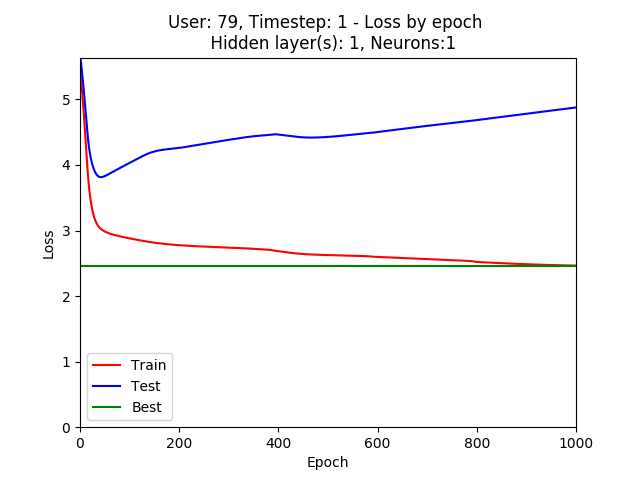 User: 79, Timestep: 1 - Loss by epoch
Hidden layer(s): 1, Neurons:1
5
4
3
2
1
0
Loss
Train
Test
Best
0 200 400 600 800 1000
Epoch